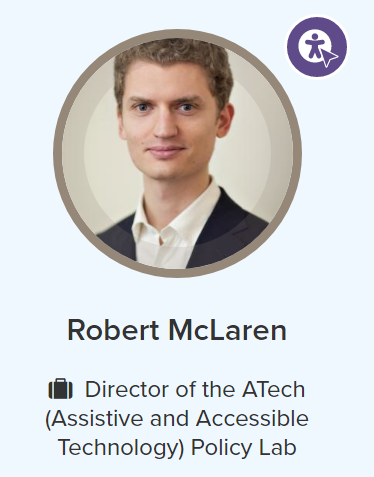 Robert McLaren
Director of the ATech
(Assistive and Accessible
Technology) Policy Lab